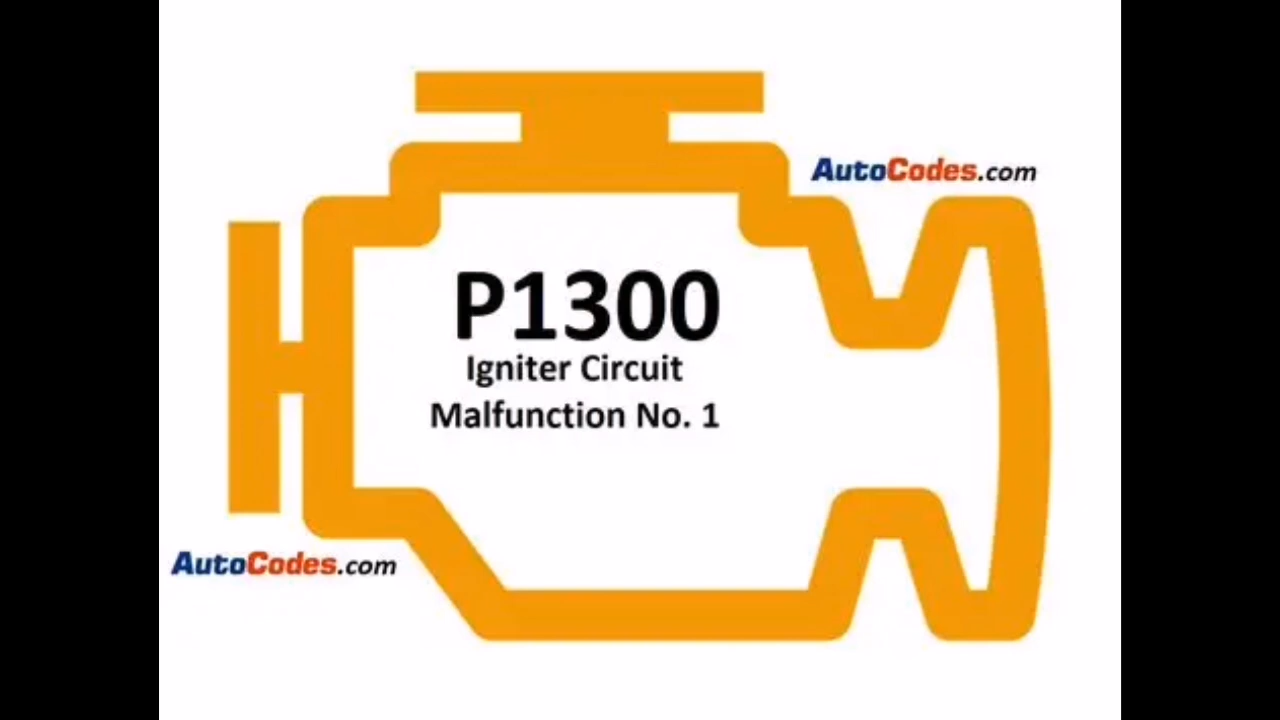 AutoCodes.com
P1300
Igniter Circuit
Malfunction No. 1
AutoCodes.com